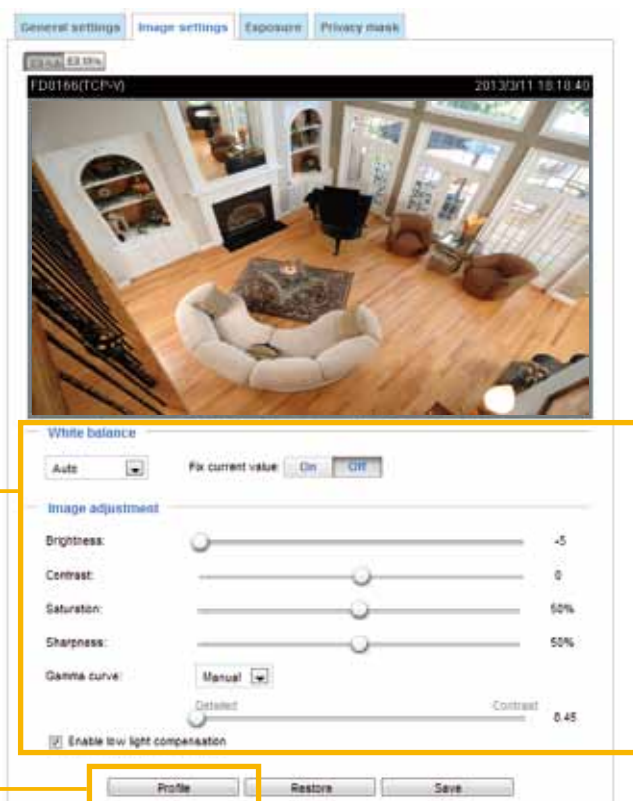 General settings Image settings Exposure Privacy mask
FD8166(TCP-V) 2013/3/11 18:18:40
White balance
Auto Fix current value: On Off
Image adjustment
Brightness: -5
Contrast: 0
Saturation: 50%
Sharpness: 50%
Gamma curve: Manual
Detailed Contrast 0.45
Enable low light compensation
Profile Restore Save